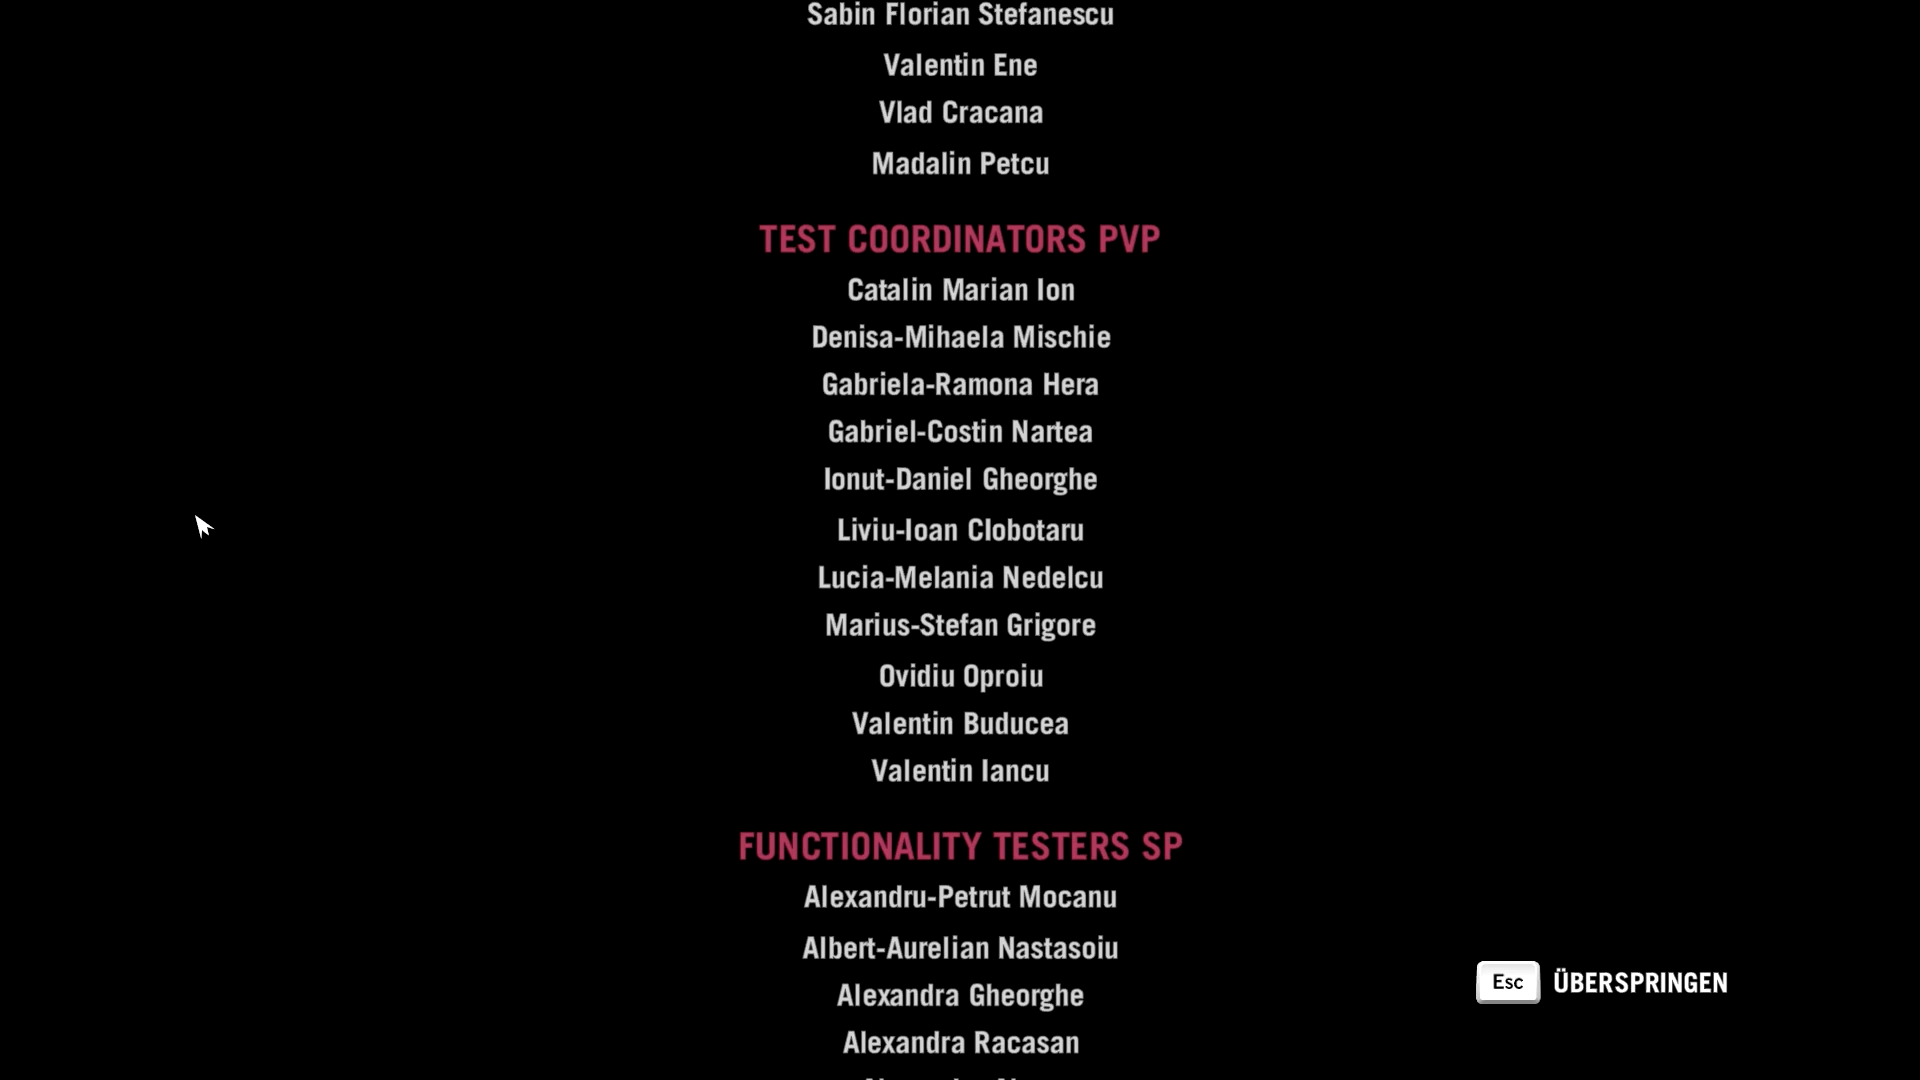 Sabin Florian Stefanescu
Valentin Ene
Vlad Cracana
Madalin Petcu
TEST COORDINATORS PVP
Catalin Marian Ion
Denisa-Mihaela Mischie
Gabriela-Ramona Hera
Gabriel-Costin Nartea
Ionut-Daniel Gheorghe
Liviu-Ioan Clobotaru
Lucia-Melania Nedelcu
Marius-Stefan Grigore
Ovidiu Oproiu
Valentin Buducea
Valentin Iancu
FUNCTIONALITY TESTERS SP
Alexandru-Petrut Mocanu
Albert-Aurelian Nastasoiu
Alexandra Gheorghe
Alexandra Racasan
Esc ÜBERSPRINGEN